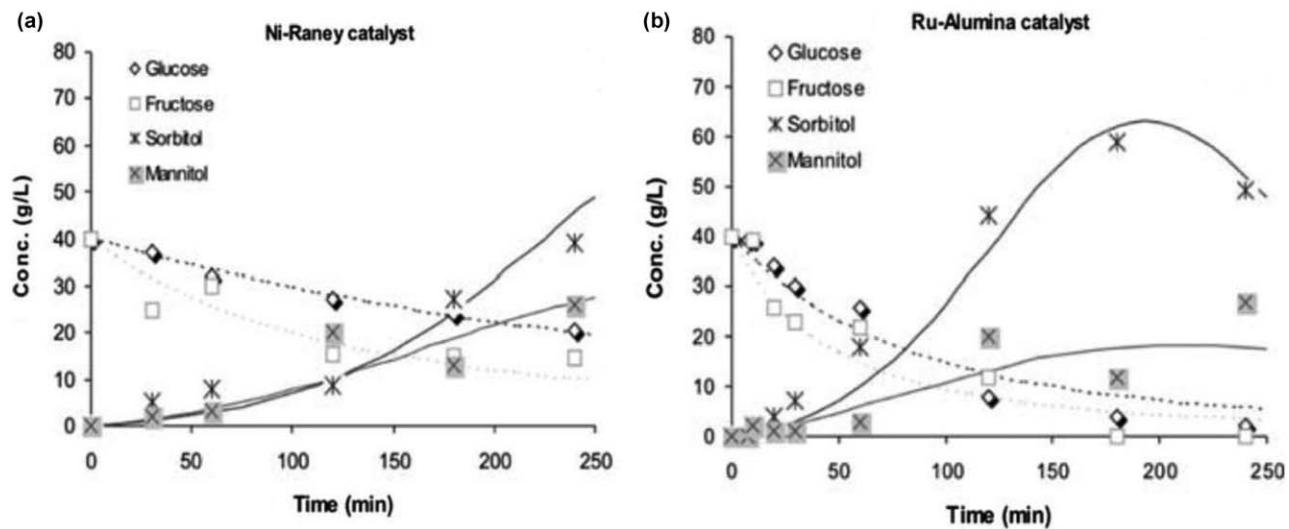 (a)
Ni-Raney catalyst
80
70
60
50
40
30
20
10
0
Conc. (g/L)
Glucose
Fructose
Sorbitol
Mannitol
0 50 100 150 200 250
Time (min)
(b)
Ru-Alumina catalyst
80
70
60
50
40
30
20
10
0
Conc. (g/L)
Glucose
Fructose
Sorbitol
Mannitol
0 50 100 150 200 250
Time (min)